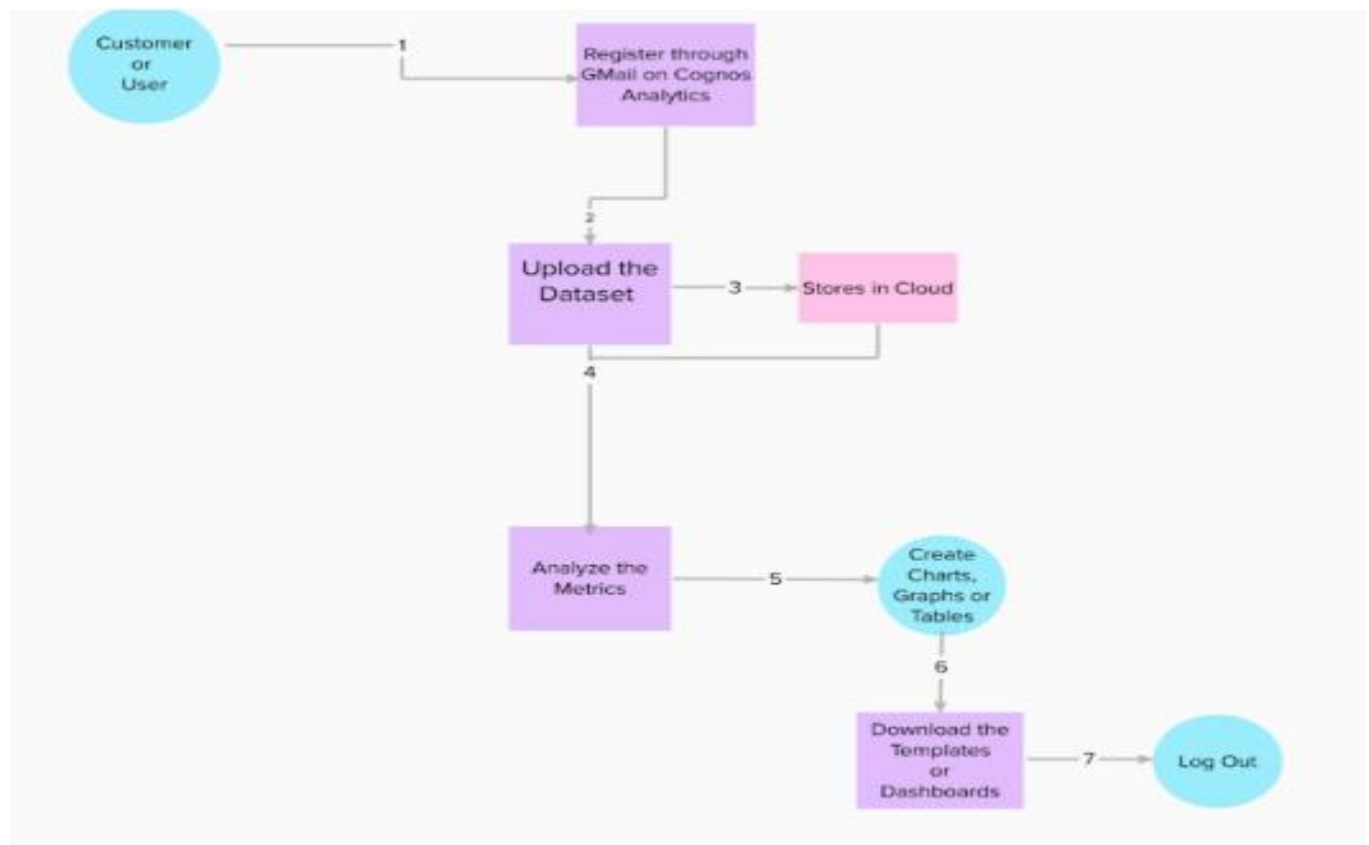 Customer
or
User
1
Register through
GMail on Cognos
Analytics
2
Upload the
Dataset
3
Stores in Cloud
4
Analyze the
Metrics
5
Create
Charts,
Graphs or
Tables
6
Download the
Templates
or
Dashboards
7
Log Out